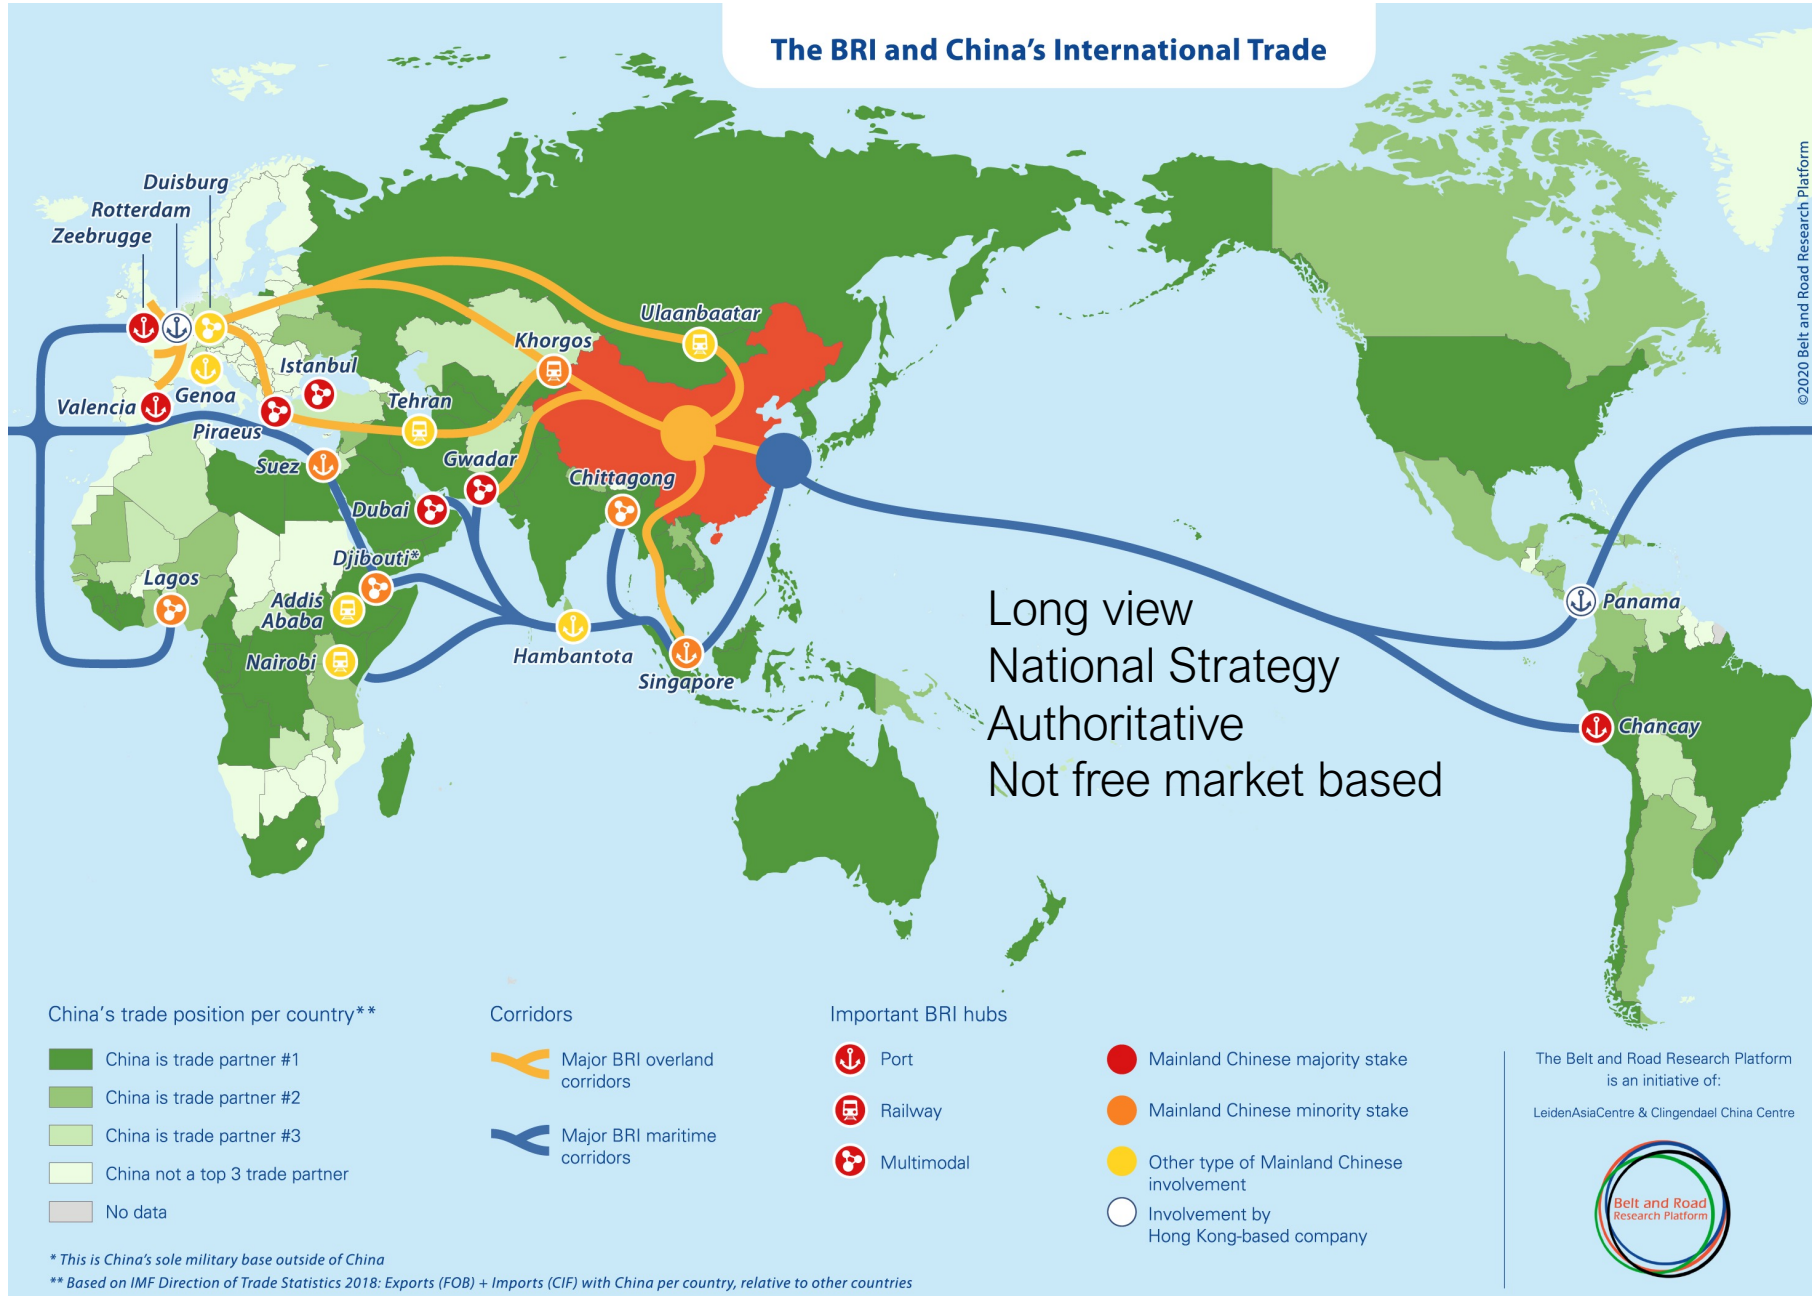 The BRI and China's International Trade
©2020 Belt and Road Research Platform
Duisburg
Rotterdam
Zeebrugge
Ulaanbaatar
Khorgos
Istanbul
Genoa
Valencia
Tehran
Piraeus
Suez
Gwadar
Chittagong
Dubai
Djibouti*
Lagos
Addis
Ababa
Nairobi
Hambantota
Singapore
Panama
Chancay
Long view
National Strategy
Authoritative
Not free market based
China's trade position per country**
China is trade partner #1
China is trade partner #2
China is trade partner #3
China not a top 3 trade partner
No data
Corridors
Major BRI overland
corridors
Major BRI maritime
corridors
Important BRI hubs
Port
Railway
Multimodal
Mainland Chinese majority stake
Mainland Chinese minority stake
Other type of Mainland Chinese
involvement
Involvement by
Hong Kong-based company
The Belt and Road Research Platform
is an initiative of:
LeidenAsiaCentre & Clingendael China Centre
Belt and Road
Research Platform
* This is China's sole military base outside of China
** Based on IMF Direction of Trade Statistics 2018: Exports (FOB) + Imports (CIF) with China per country, relative to other countries